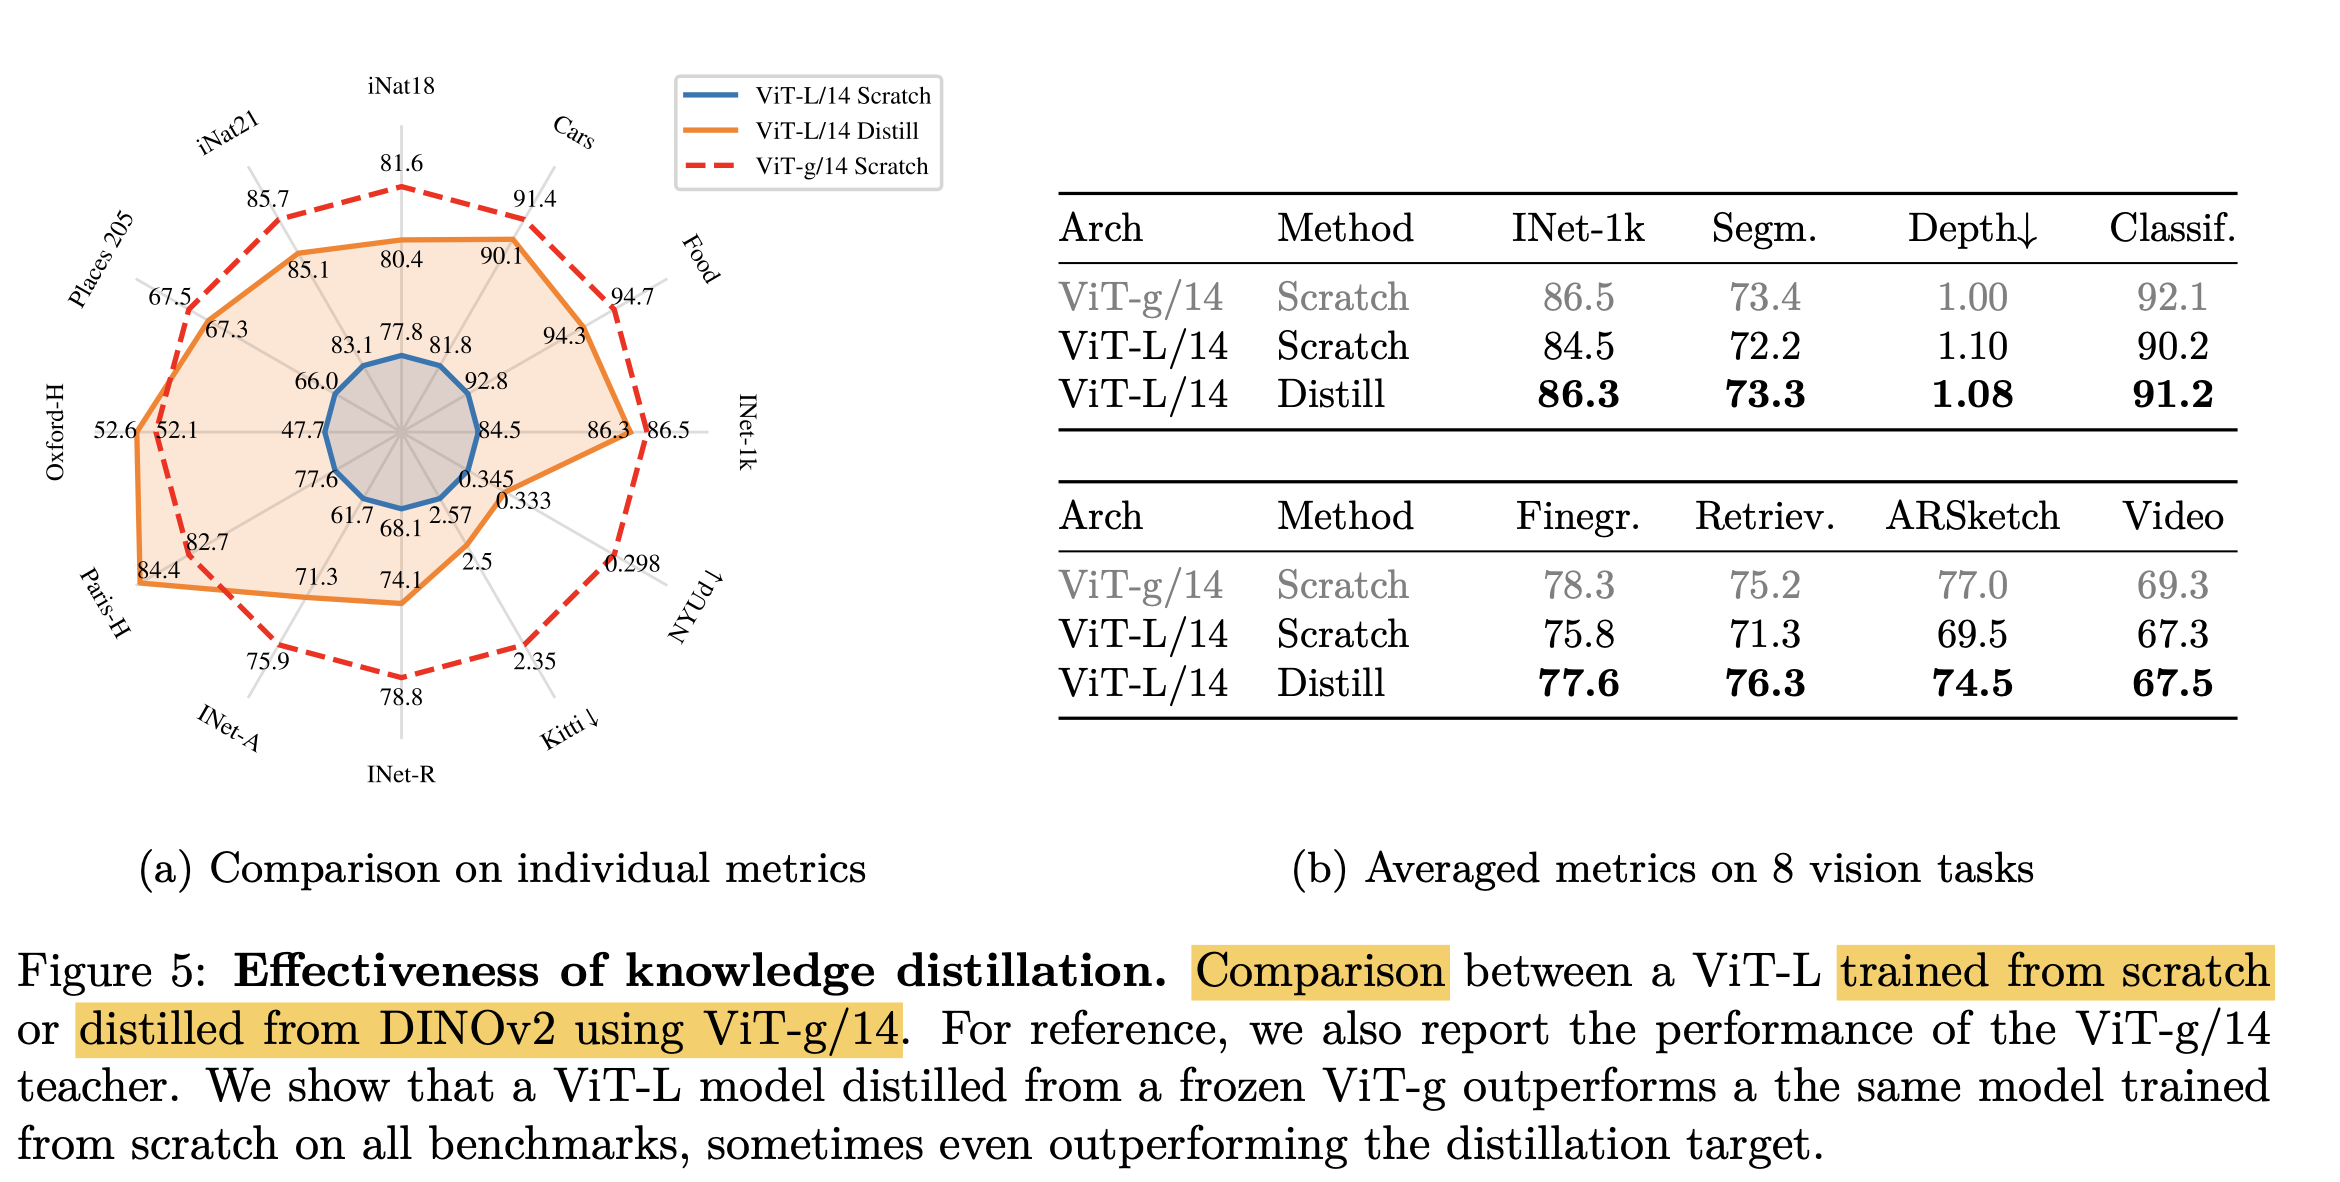 iNat18
Cars
Food
INet-1k
NYUd↓
Kitti↓
INet-R
INet-A
Paris-H
Oxford-H
Places 205
iNat21
ViT-L/14 Scratch
ViT-L/14 Distill
ViT-g/14 Scratch
81.6
80.4
77.8
91.4
90.1
81.8
94.7
94.3
92.8
84.5
86.3
86.5
0.345
0.333
0.298
2.57
2.5
2.35
68.1
74.1
78.8
61.7
71.3
75.9
77.6
82.7
84.4
52.6
52.1
47.7
67.5
67.3
66.0
85.7
85.1
83.1
(a) Comparison on individual metrics
Arch Method INet-1k Segm. Depth↓ Classif.
ViT-g/14 Scratch 86.5 73.4 1.00 92.1
ViT-L/14 Scratch 84.5 72.2 1.10 90.2
ViT-L/14 Distill 86.3 73.3 1.08 91.2
Arch Method Finegr. Retriev. ARSketch Video
ViT-g/14 Scratch 78.3 75.2 77.0 69.3
ViT-L/14 Scratch 75.8 71.3 69.5 67.3
ViT-L/14 Distill 77.6 76.3 74.5 67.5
(b) Averaged metrics on 8 vision tasks
Figure 5: Effectiveness of knowledge distillation. Comparison between a ViT-L trained from scratch
or distilled from DINOv2 using ViT-g/14. For reference, we also report the performance of the ViT-g/14
teacher. We show that a ViT-L model distilled from a frozen ViT-g outperforms a the same model trained
from scratch on all benchmarks, sometimes even outperforming the distillation target.